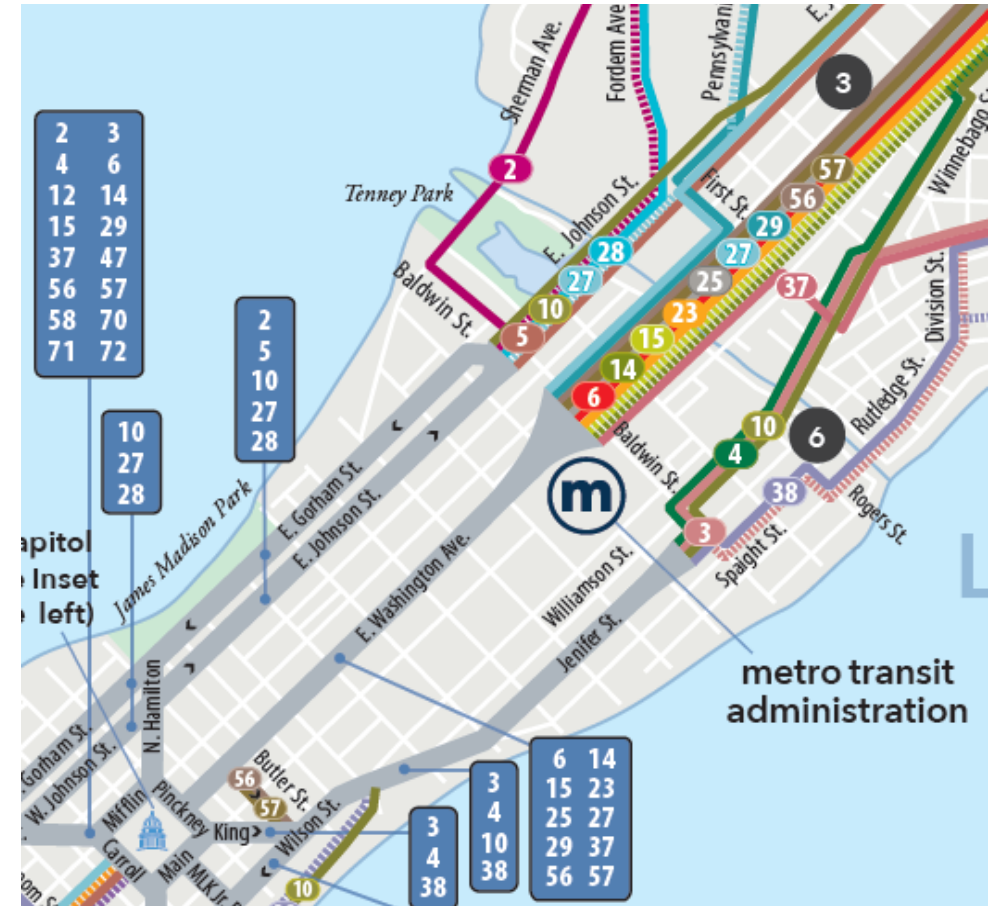 Sherman Ave.
Fordem Ave
Pennsylvan
E. J
3
2 3
4 6
12 14
15 29
37 47
56 57
58 70
71 72
Tenney Park
2
E. Johnson St.
First St.
Winnebago S
57
56
29
27
25
23
15
14
6
28
27
10
5
37
Division St.
Baldwin St.
2
5
10
27
28
10
27
28
Baldwin St.
10
4
6
Rutledge St.
38
Rogers St.
3
Spaight St.
m
E. Gorham St.
E. Johnson St.
James Madison Park
E. Washington Ave.
Williamson St.
Jenifer St.
L
apitol
e Inset
e left)
metro transit
administration
N. Hamilton
Gorham St.
W. Johnson St.
Mifflin
Pinckney
Butler St.
56
57
King
Wilson St.
Carroll
Main
MLK Jr.
10
3
4
38
3
4
10
38
6 14
15 23
25 27
29 37
56 57